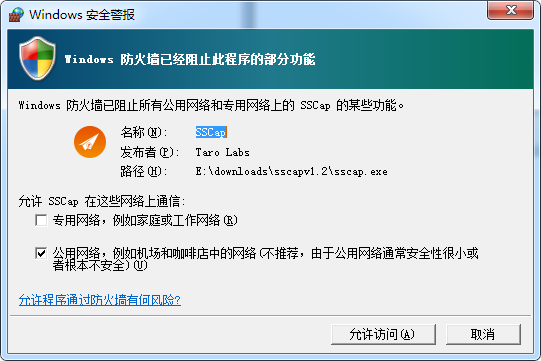 Windows 安全警报
Windows 防火墙已经阻止此程序的部分功能
Windows 防火墙已阻止所有公用网络和专用网络上的 SSCap 的某些功能。
名称(N): SSCap
发布者(P): Taro Labs
路径(H): E:\downloads\sscapv1.2\sscap.exe
允许 SSCap 在这些网络上通信:
专用网络，例如家庭或工作网络(R)
公用网络，例如机场和咖啡店中的网络(不推荐，由于公用网络通常安全性很小或
者根本不安全)(U)
允许程序通过防火墙有何风险?
允许访问(A) 取消